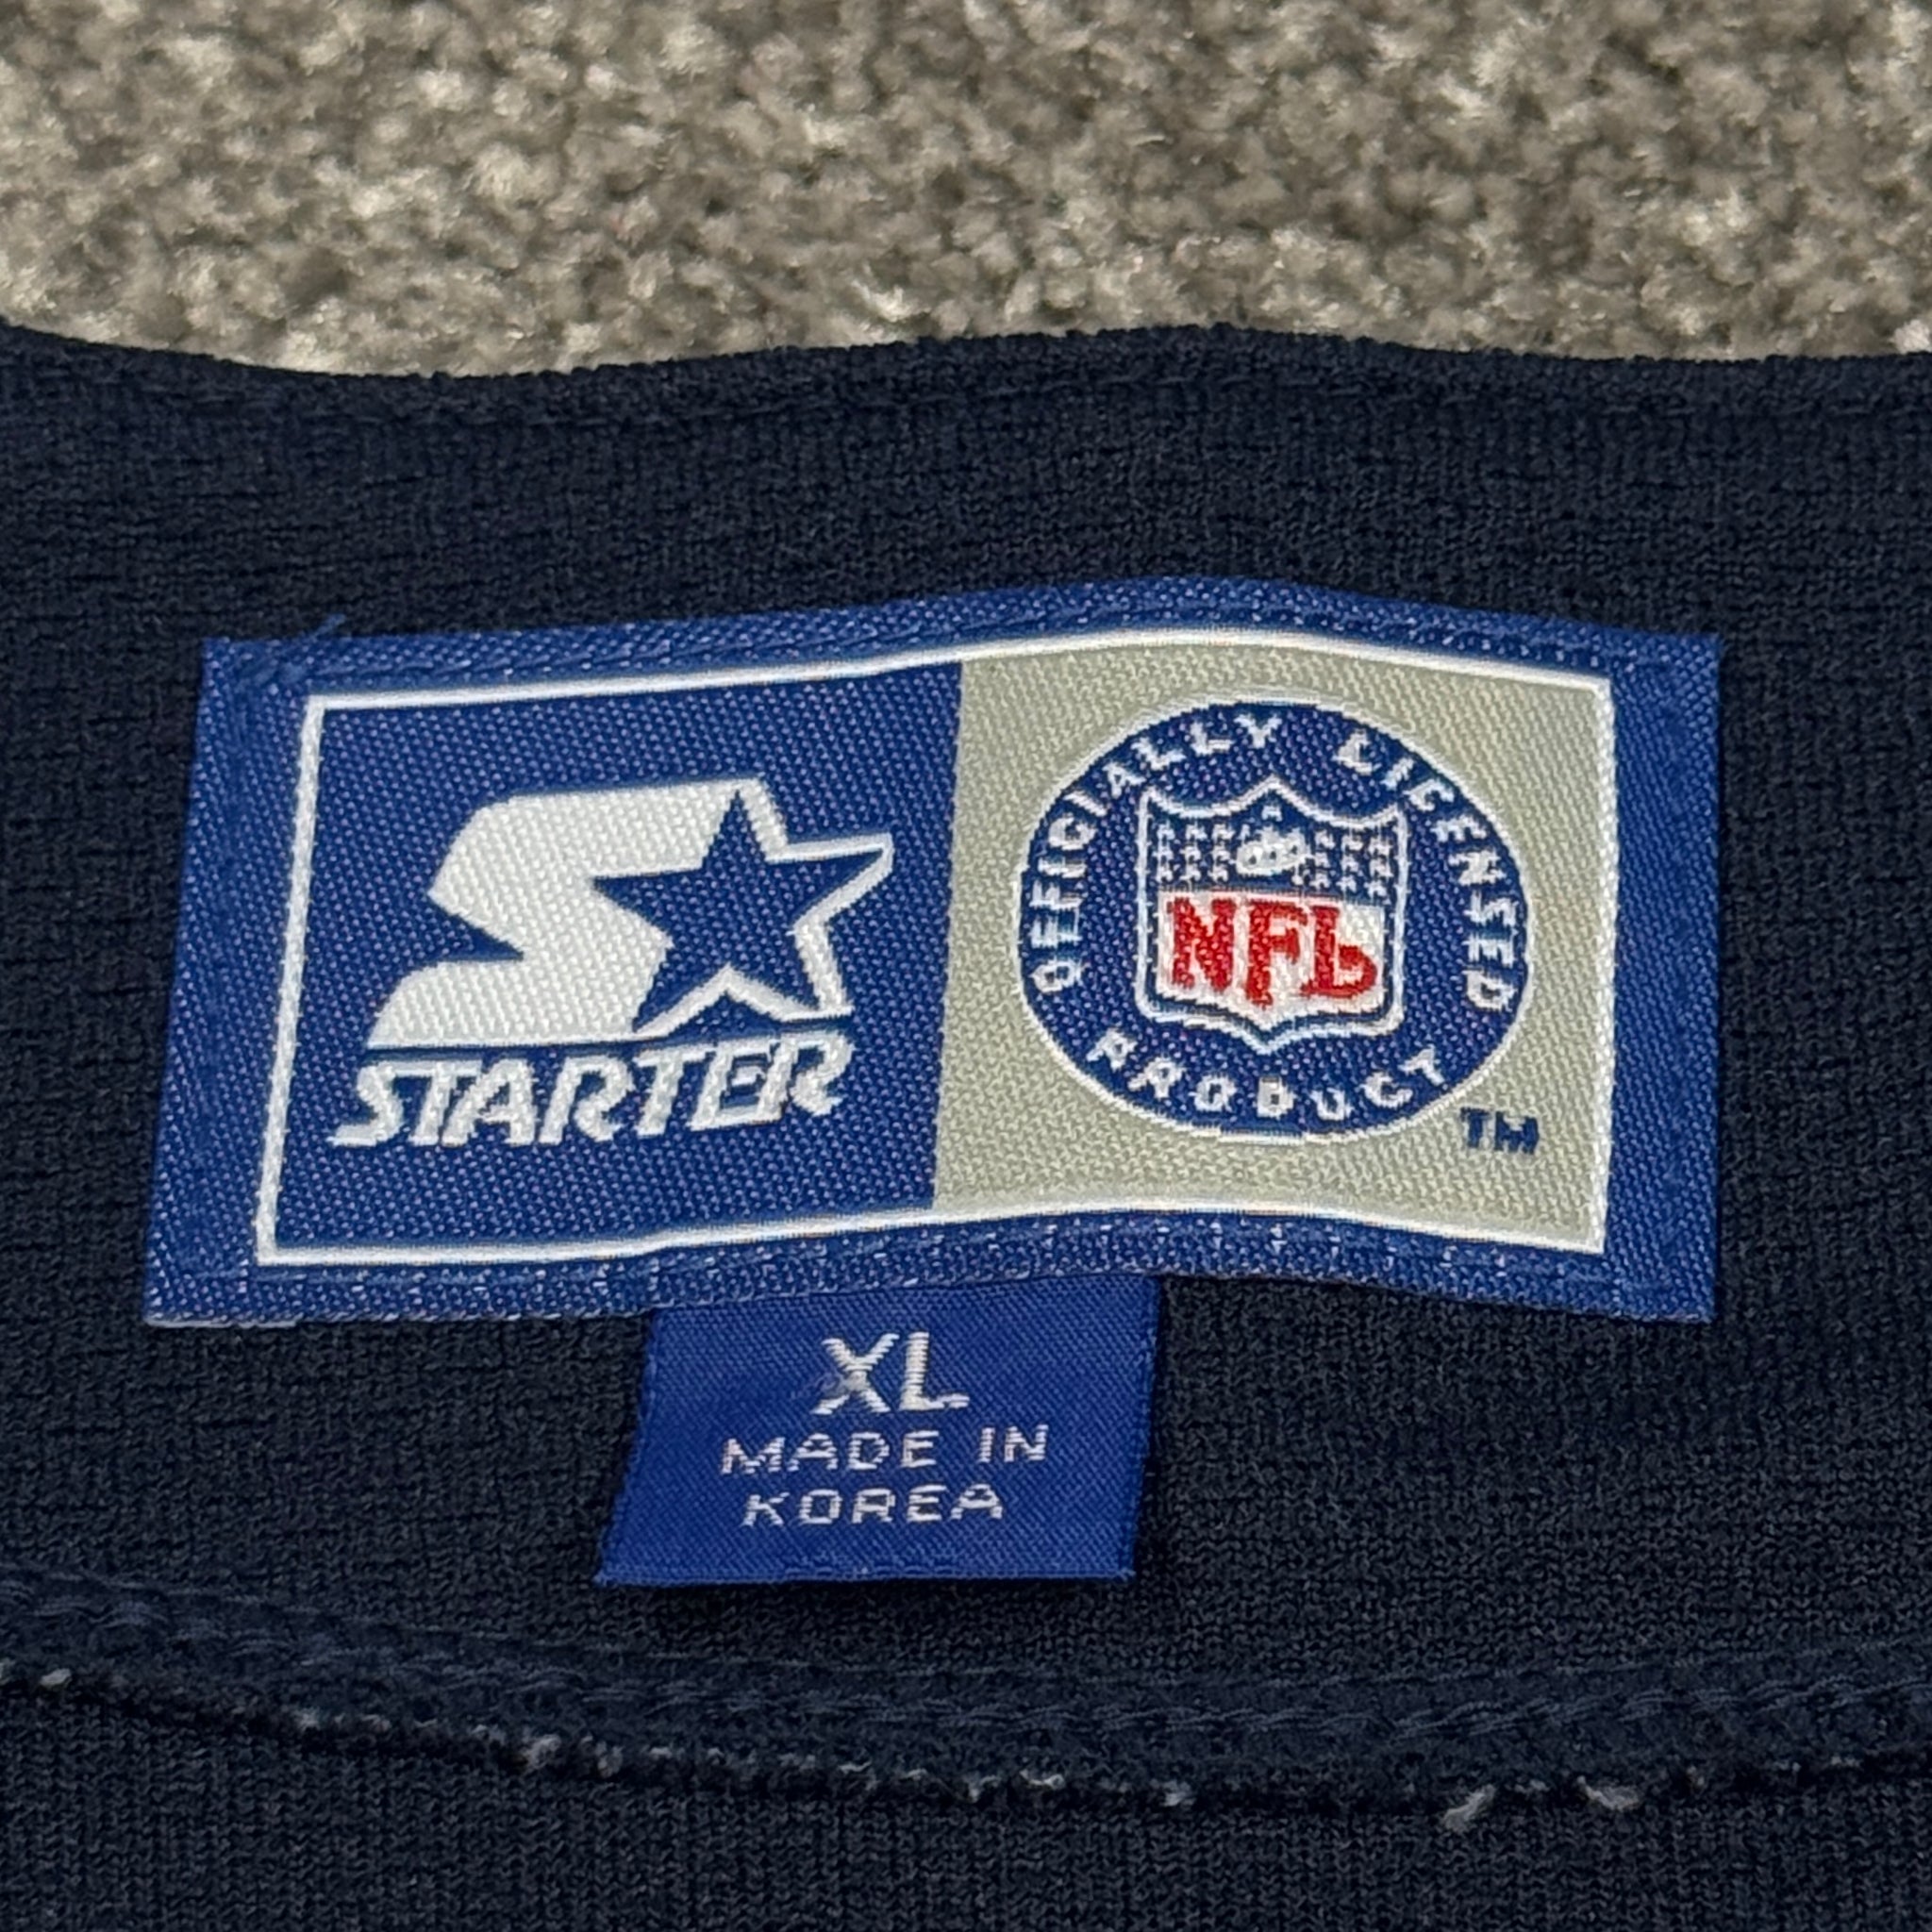 STARTER
OFFICIALLY LICENSED
NFL
PRODUCT
TM
XL
MADE IN
KOREA